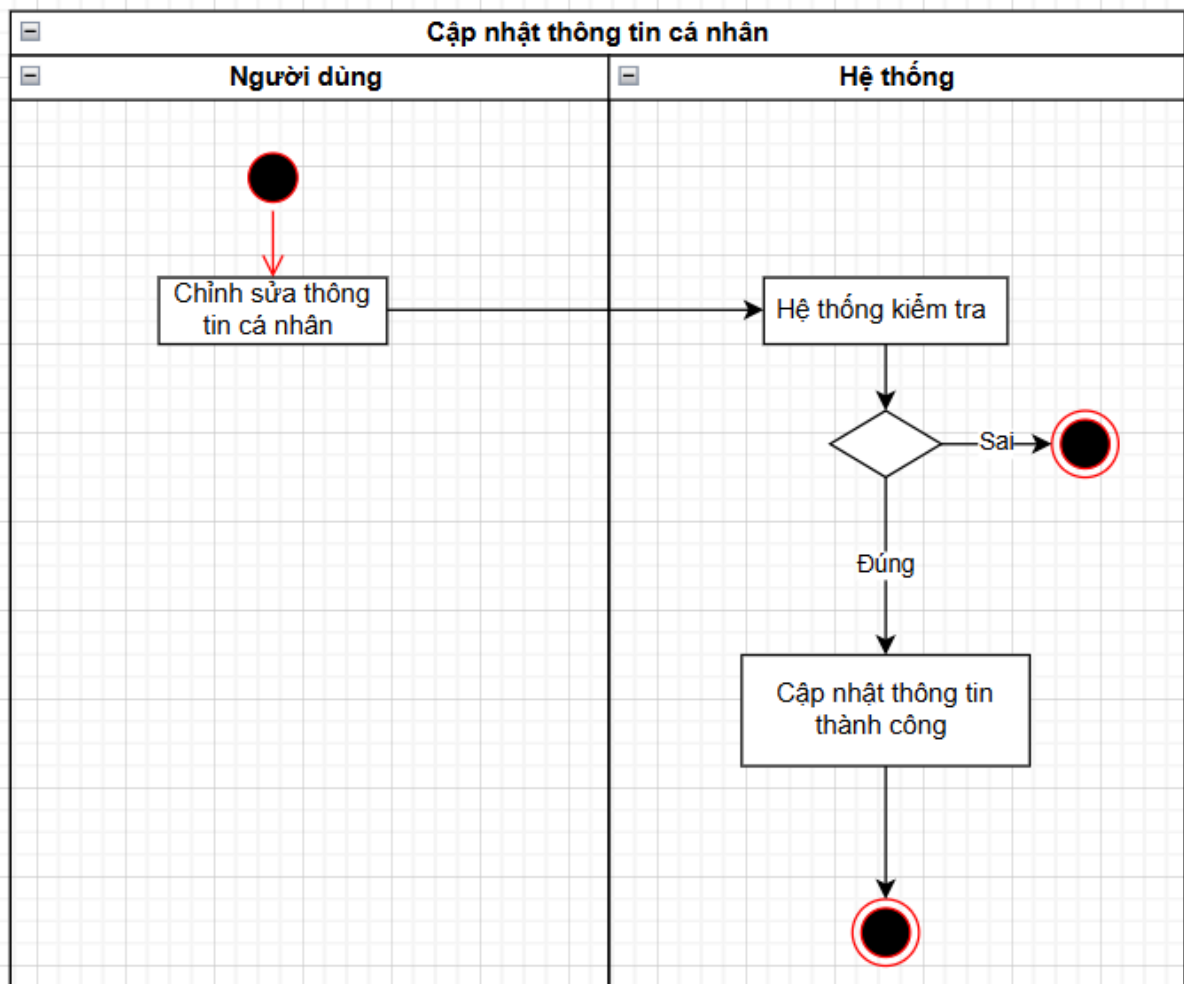 Cập nhật thông tin cá nhân
Người dùng
Hệ thống
Chỉnh sửa thông
tin cá nhân
Hệ thống kiểm tra
Sai
Đúng
Cập nhật thông tin
thành công